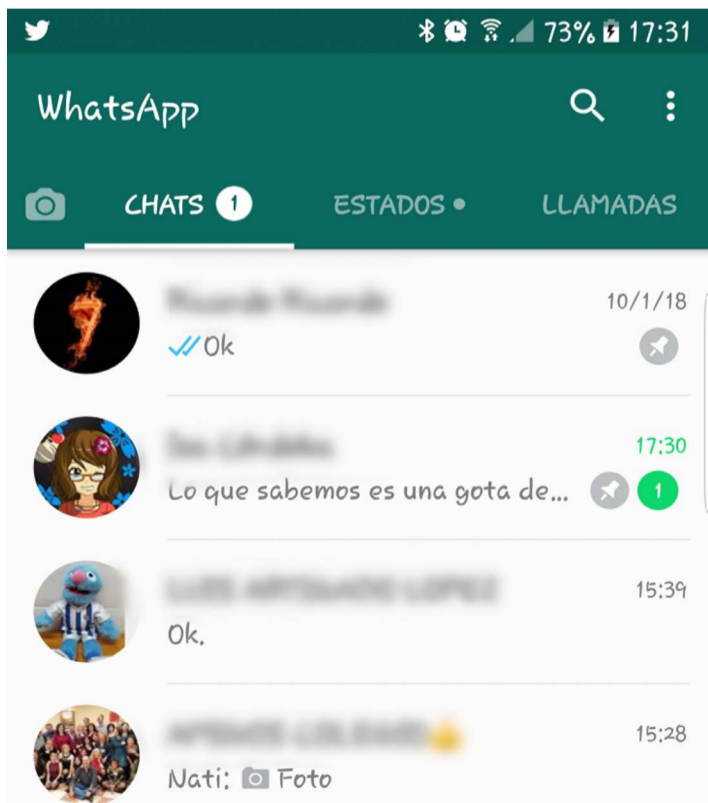 73% 17:31
WhatsApp
CHATS 1 ESTADOS LLAMADAS
10/1/18
Ok
17:30
Lo que sabemos es una gota de... 1
15:39
Ok.
15:28
Nati: Foto